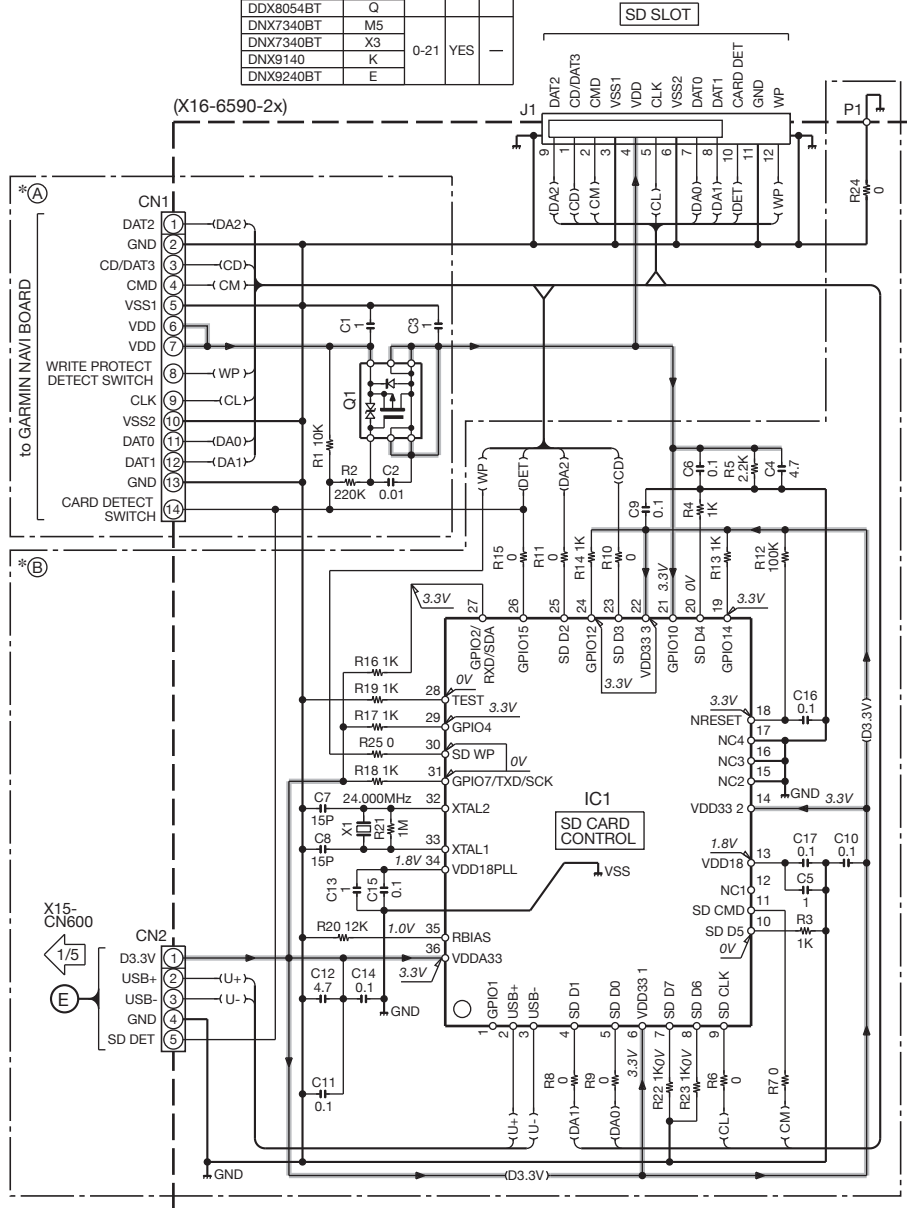 DDX8054BT Q
DNX7340BT M5
DNX7340BT X3
DNX9140 K
DNX9240BT E
0-21 YES —
SD SLOT
(X16-6590-2x)
J1
P1
DAT2
CD/DAT3
CMD
VSS1
VDD
CLK
VSS2
DAT0
DAT1
CARD DET
GND
WP
9 1 2 3 4 5 6 7 8 10 11 12
(DA2)
(CD)
(CM)
(CL)
(DA0)
(DA1)
(DET)
(WP)
R24
0
*A
CN1
to GARMIN NAVI BOARD
DAT2 1 (DA2)
GND 2
CD/DAT3 3 (CD)
CMD 4 (CM)
VSS1 5
VDD 6
VDD 7
WRITE PROTECT
DETECT SWITCH 8 (WP)
CLK 9 (CL)
VSS2 10
DAT0 11 (DA0)
DAT1 12 (DA1)
GND 13
CARD DETECT
SWITCH 14
C1
1
C3
1
Q1
R1 10K
R2
220K
C2
0.01
*B
(WP)
(DET)
(DA2)
(CD)
C6
0.1
R5
2.2K
C4
4.7
C9
0.1
R4
1K
R15
0
R11
0
R14 1K
R10
0
R13 1K
R12
100K
3.3V
0V
3.3V
3.3V
27 26 25 24 23 22 21 20 19
GPIO2/
RXD/SDA
GPIO15
SD D2
GPIO12
SD D3
VDD33 3
GPIO10
SD D4
GPIO14
3.3V
R16 1K
R19 1K
R17 1K
R25 0
R18 1K
0V
28 TEST
3.3V
29 GPIO4
30 SD WP
0V
31 GPIO7/TXD/SCK
C7
15P
24.000MHz
32 XTAL2
X1
R21
1M
C8
15P
33 XTAL1
1.8V 34 VDD18PLL
C13
1
C15
0.1
R20 12K
1.0V 35 RBIAS
36 VDDA33
3.3V
IC1
SD CARD
CONTROL
VSS
3.3V
C16
0.1
NRESET 18
NC4 17
NC3 16
NC2 15
GND
VDD33 2 14 3.3V
1.8V
VDD18 13
C17
0.1
C10
0.1
NC1 12
C5
1
SD CMD 11
SD D5 10
0V
R3
1K
(D3.3V)
X15-
CN600
1/5
E
CN2
D3.3V 1
USB+ 2 (U+)
USB- 3 (U-)
GND 4
SD DET 5
C12
4.7
C14
0.1
GND
C11
0.1
GPIO1
USB+
USB-
SD D1
SD D0
VDD33 1
SD D7
SD D6
SD CLK
1 2 3 4 5 6 7 8 9
3.3V
0V
0V
R8
0
R9
0
R22 1K
R23 1K
R6
0
R7 0
(U+)
(U-)
(DA1)
(DA0)
(CL)
(CM)
GND
(D3.3V)